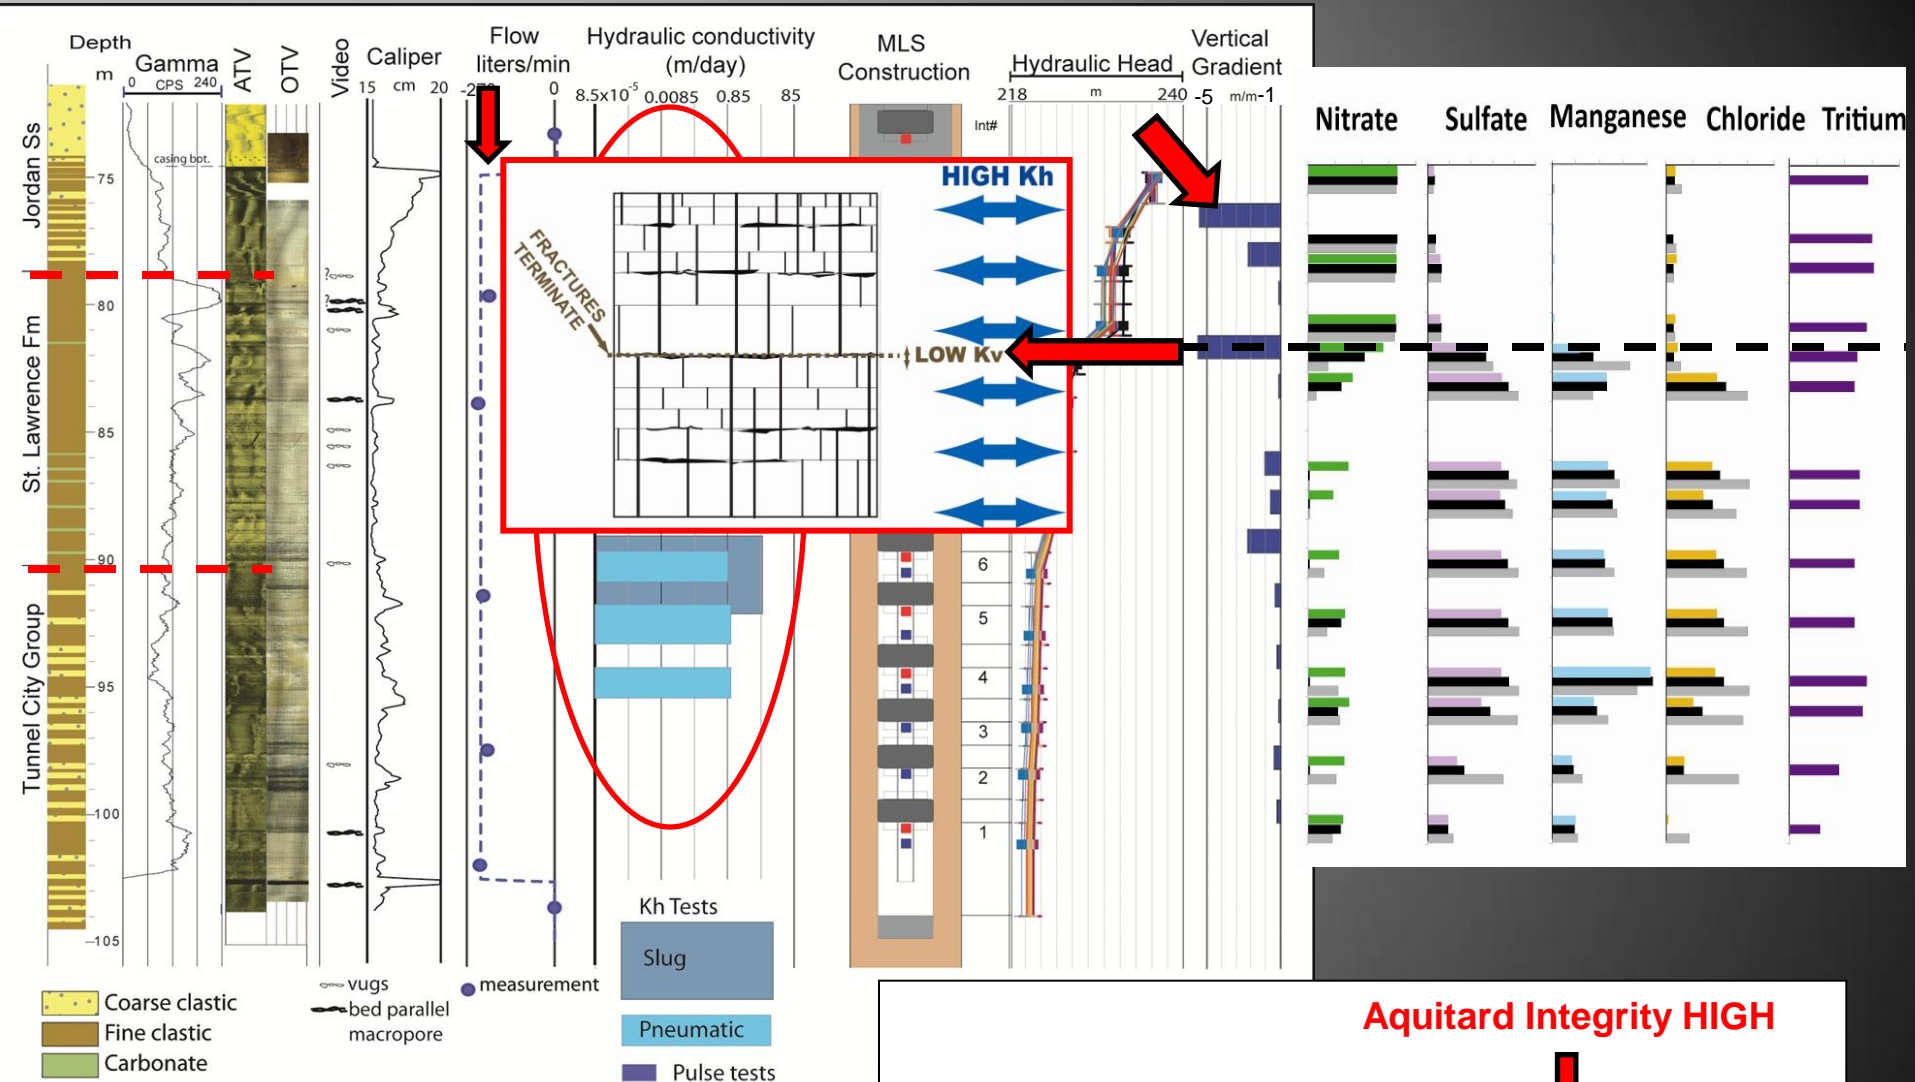 Depth
m
Gamma
0 CPS 240
ATV
OTV
Video
Caliper
15 cm 20
Flow
liters/min
0
Hydraulic conductivity
(m/day)
8.5x10-5 0.0085 0.85 85
MLS
Construction
Int#
Hydraulic Head
218 m 240
Vertical
Gradient
-5 m/m -1
Nitrate
Sulfate
Manganese
Chloride
Tritium
Jordan Ss
St. Lawrence Fm
Tunnel City Group
casing bot.
75
80
85
90
95
100
105
?
?
HIGH Kh
FRACTURES
TERMINATE
LOW Kv
6
5
4
3
2
1
Coarse clastic
Fine clastic
Carbonate
vugs
bed parallel
macropore
measurement
Kh Tests
Slug
Pneumatic
Pulse tests
Aquitard Integrity HIGH